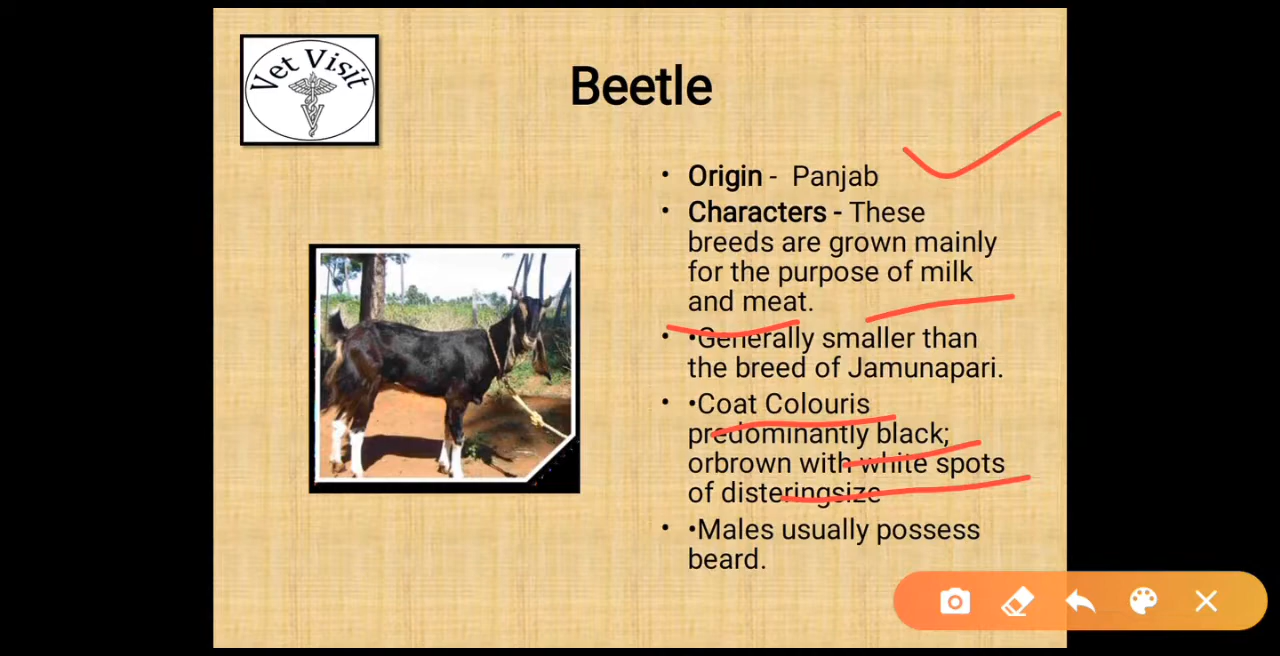 Vet Visit
Beetle
• Origin - Panjab
• Characters - These
breeds are grown mainly
for the purpose of milk
and meat.
• •Generally smaller than
the breed of Jamunapari.
• •Coat Colouris
predominantly black;
orbrown with white spots
of disteringsize
• •Males usually possess
beard.